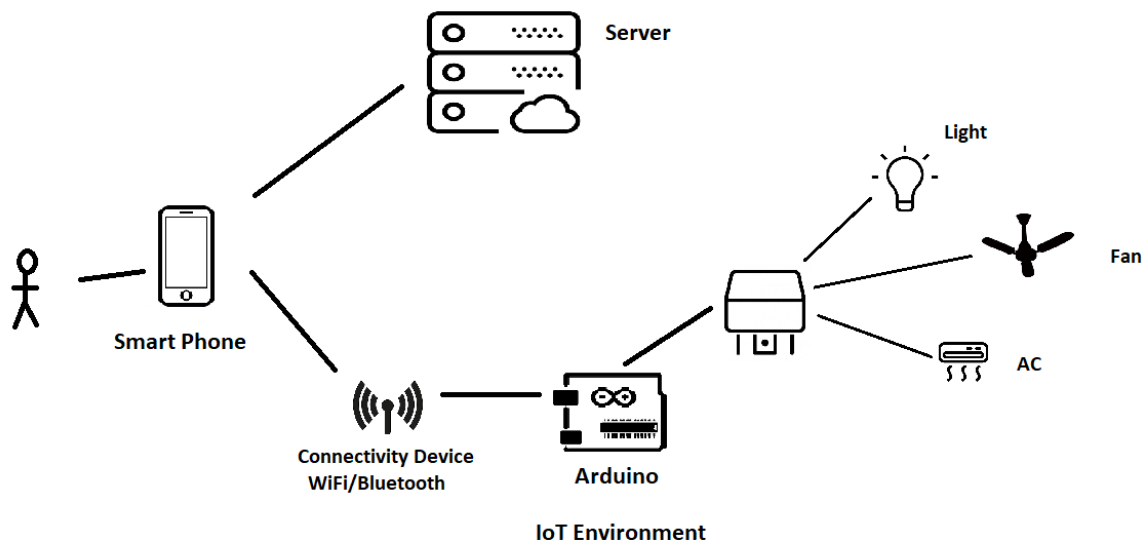 Server
Light
Fan
Smart Phone
AC
Connectivity Device
WiFi/Bluetooth
Arduino
IoT Environment